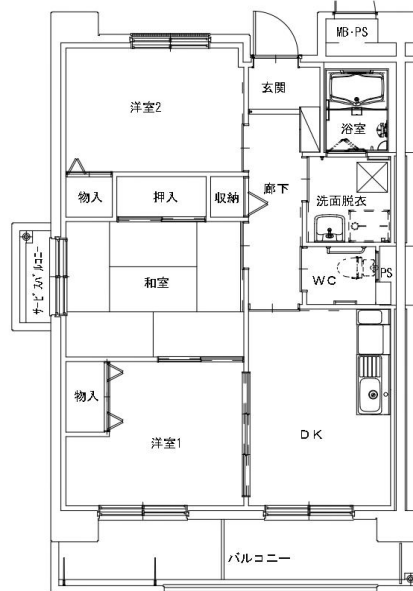 MB·PS
玄関
浴室
洋室2
物入
押入
収納
廊下
洗面脱衣
サービスバルコニー
和室
WC
PS
物入
洋室1
DK
バルコニー